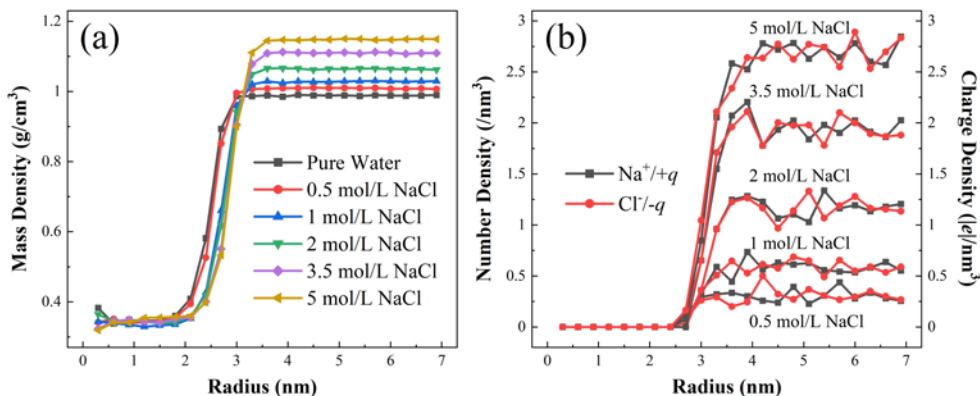 (a)
Mass Density (g/cm³)
1.2
1.0
0.8
0.6
0.4
Pure Water
0.5 mol/L NaCl
1 mol/L NaCl
2 mol/L NaCl
3.5 mol/L NaCl
5 mol/L NaCl
0 1 2 3 4 5 6 7
Radius (nm)
(b)
Number Density (/nm³)
3
2.5
2
1.5
1
0.5
0
5 mol/L NaCl
3.5 mol/L NaCl
Na⁺/+q
Cl⁻/-q
2 mol/L NaCl
1 mol/L NaCl
0.5 mol/L NaCl
3
2.5
2
1.5
1
0.5
0
Charge Density (|e|/nm³)
0 1 2 3 4 5 6 7
Radius (nm)